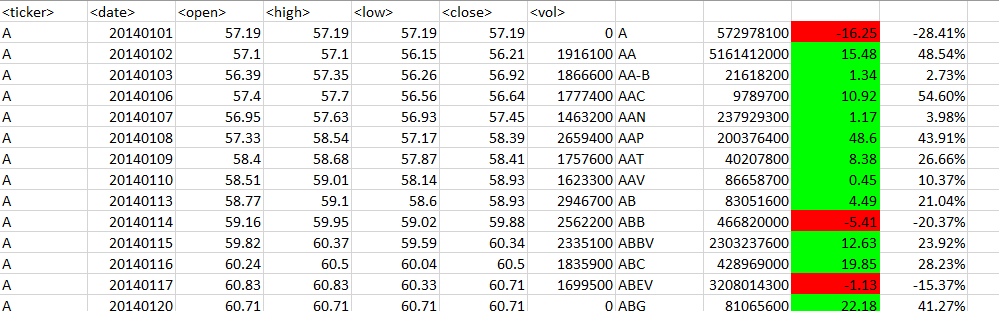 <ticker> <date> <open> <high> <low> <close> <vol>
A 20140101 57.19 57.19 57.19 57.19 0 A 572978100 -16.25 -28.41%
A 20140102 57.1 57.1 56.15 56.21 1916100 AA 5161412000 15.48 48.54%
A 20140103 56.39 57.35 56.26 56.92 1866600 AA-B 21618200 1.34 2.73%
A 20140106 57.4 57.7 56.56 56.64 1777400 AAC 9789700 10.92 54.60%
A 20140107 56.95 57.63 56.93 57.45 1463200 AAN 237929300 1.17 3.98%
A 20140108 57.33 58.54 57.17 58.39 2659400 AAP 200376400 48.6 43.91%
A 20140109 58.4 58.68 57.87 58.41 1757600 AAT 40207800 8.38 26.66%
A 20140110 58.51 59.01 58.14 58.93 1623300 AAV 86658700 0.45 10.37%
A 20140113 58.77 59.1 58.6 58.93 2946700 AB 83051600 4.49 21.04%
A 20140114 59.16 59.95 59.02 59.88 2562200 ABB 466820000 -5.41 -20.37%
A 20140115 59.82 60.37 59.59 60.34 2335100 ABBV 2303237600 12.63 23.92%
A 20140116 60.24 60.5 60.04 60.5 1835900 ABC 428969000 19.85 28.23%
A 20140117 60.83 60.83 60.33 60.71 1699500 ABEV 3208014300 -1.13 -15.37%
A 20140120 60.71 60.71 60.71 60.71 0 ABG 81065600 22.18 41.27%